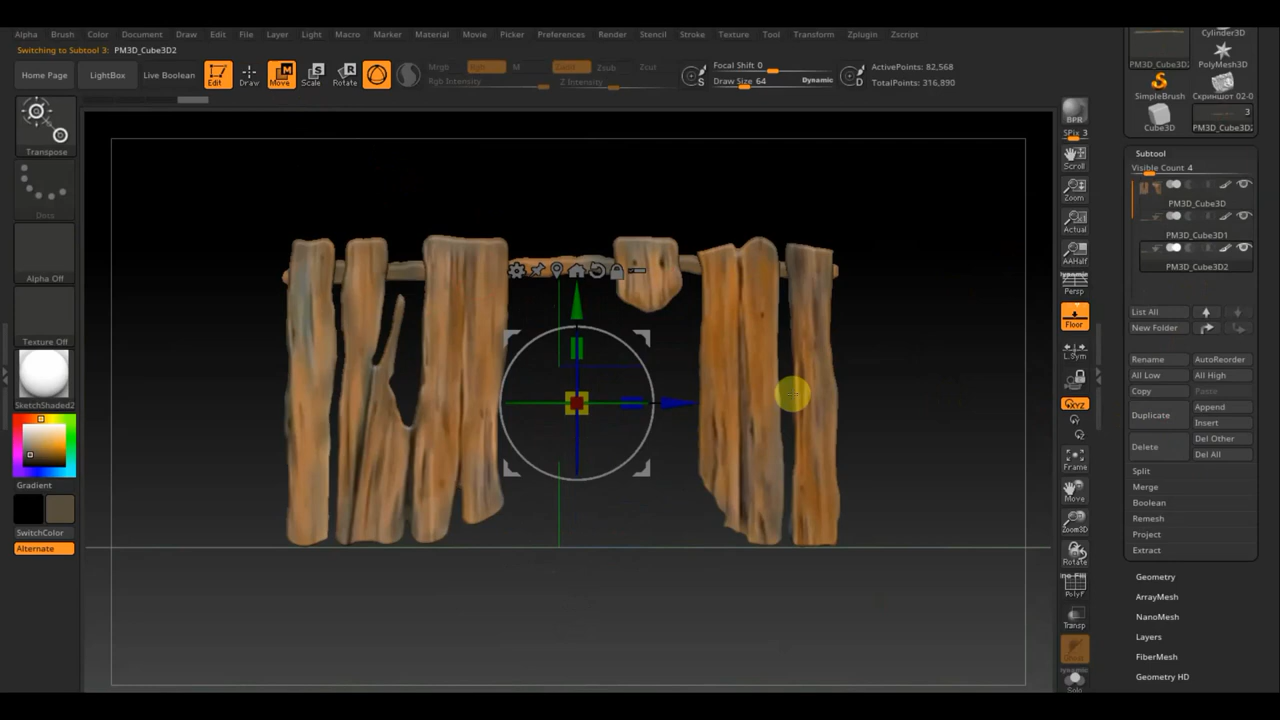 Alpha Brush Color Document Draw Edit File Layer Light Macro Marker Material Movie Picker Preferences Render Stencil Stroke Texture Tool Transform Zplugin Zscript
Switching to Subtool 3: PM3D_Cube3D2
Home Page LightBox Live Boolean Edit Draw Move Scale Rotate
Mrgb Rgb M Zadd Zsub Zcut
Rgb Intensity Z Intensity
Focal Shift 0
Draw Size 64 Dynamic
S
D
ActivePoints: 82,568
TotalPoints: 316,890
Transpose
Dots
Alpha Off
Texture Off
SketchShaded2
Gradient
SwitchColor
Alternate
BPR
SPix 3
Scroll
Zoom
Actual
AAHalf
Persp
Floor
L.Sym
XYZ
Frame
Move
Zoom3D
Rotate
PolyF
Transp
Solo
Cylinder3D
PM3D_Cube3D2 PolyMesh3D
SimpleBrush Скриншот 02-0
3
Cube3D PM3D_Cube3D2
Subtool
Visible Count 4
PM3D_Cube3D
PM3D_Cube3D1
PM3D_Cube3D2
List All
New Folder
Rename AutoReorder
All Low All High
Copy Paste
Duplicate Append
Insert
Delete Del Other
Del All
Split
Merge
Boolean
Remesh
Project
Extract
Geometry
ArrayMesh
NanoMesh
Layers
FiberMesh
Geometry HD